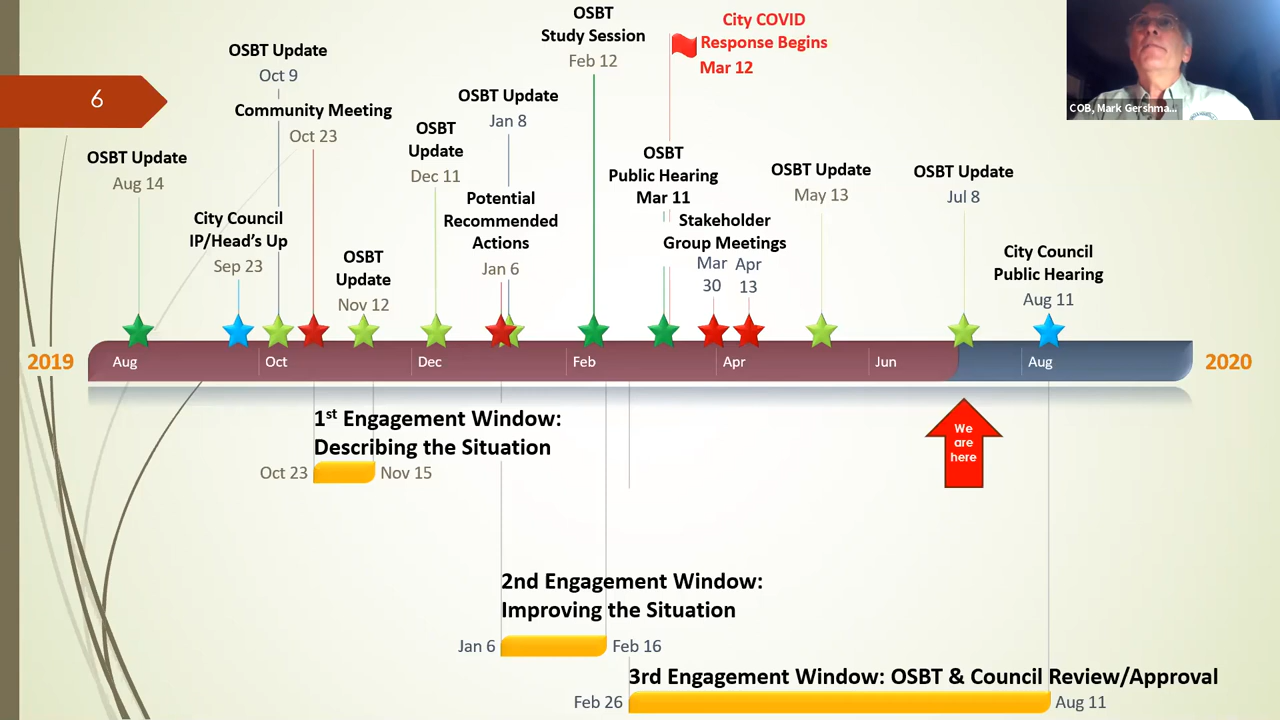 6
OSBT Update
Aug 14
City Council
IP/Head's Up
Sep 23
OSBT Update
Oct 9
Community Meeting
Oct 23
OSBT
Update
Nov 12
OSBT
Update
Dec 11
OSBT Update
Jan 8
Potential
Recommended
Actions
Jan 6
OSBT
Study Session
Feb 12
City COVID
Response Begins
Mar 12
OSBT
Public Hearing
Mar 11
Stakeholder
Group Meetings
Mar
30
Apr
13
OSBT Update
May 13
OSBT Update
Jul 8
City Council
Public Hearing
Aug 11
COB, Mark Gershma...
2019
Aug
Oct
Dec
Feb
Apr
Jun
Aug
2020
We
are
here
1st Engagement Window:
Describing the Situation
Oct 23
Nov 15
2nd Engagement Window:
Improving the Situation
Jan 6
Feb 16
3rd Engagement Window: OSBT & Council Review/Approval
Feb 26
Aug 11